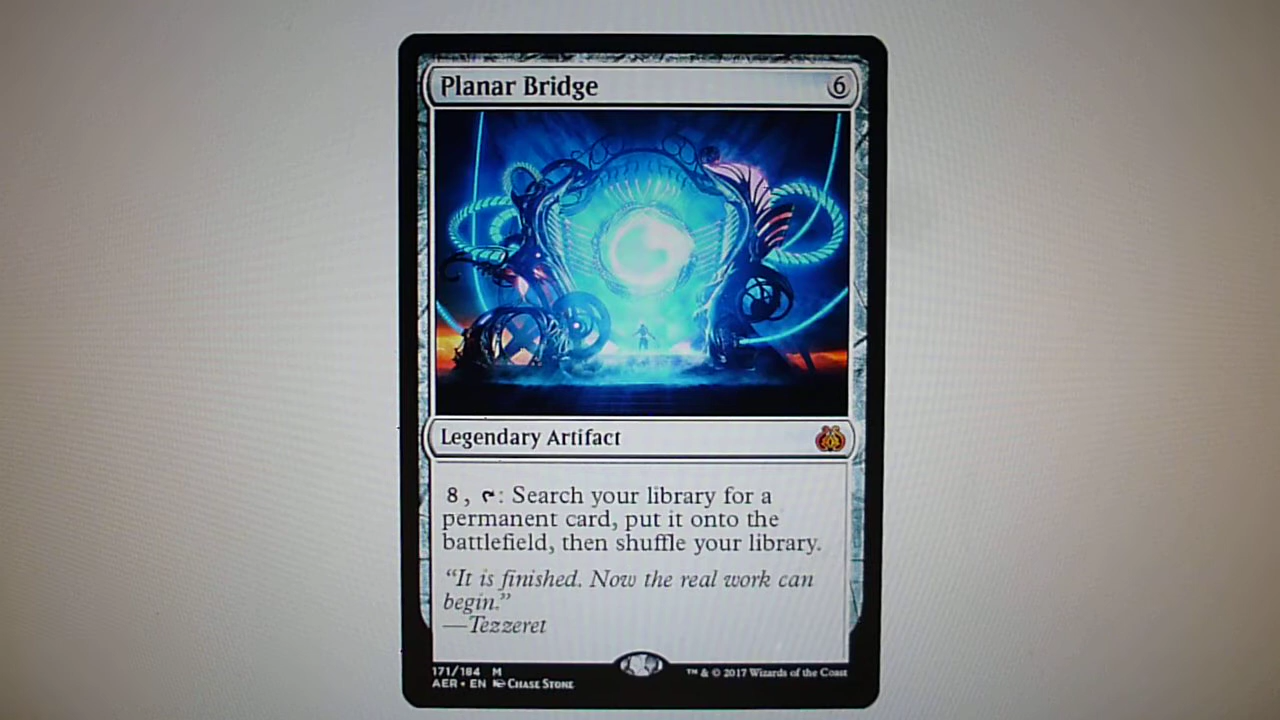 Planar Bridge 6
Legendary Artifact
8, : Search your library for a
permanent card, put it onto the
battlefield, then shuffle your library.
“It is finished. Now the real work can
begin.”
—Tezzeret
171/184 M
AER • EN Chase Stone
™ & © 2017 Wizards of the Coast